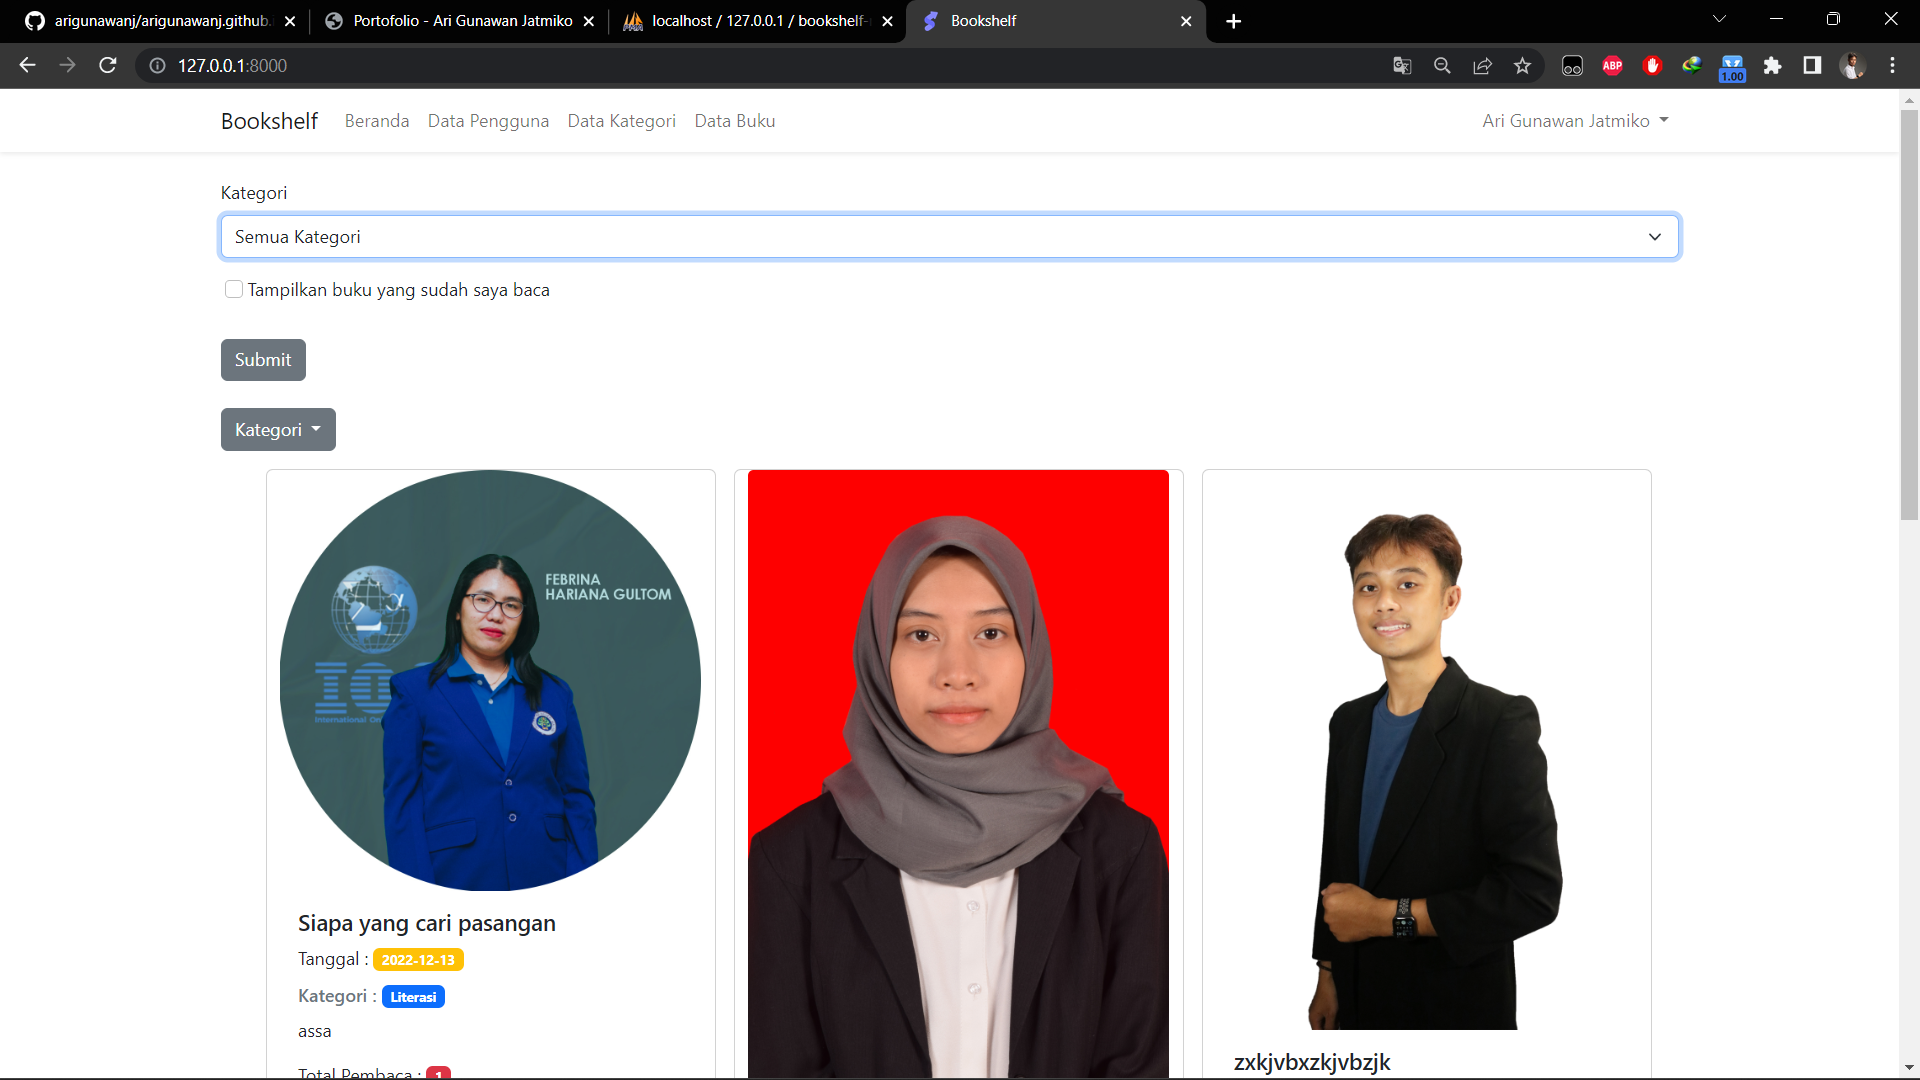 arigunawanj/arigunawanj.github.
Portofolio - Ari Gunawan Jatmiko
localhost / 127.0.0.1 / bookshelf-
Bookshelf
127.0.0.1:8000
ABP
1.00
Bookshelf
Beranda
Data Pengguna
Data Kategori
Data Buku
Ari Gunawan Jatmiko
Kategori
Semua Kategori
Tampilkan buku yang sudah saya baca
Submit
Kategori
FEBRINA
HARIANA GULTOM
International
Siapa yang cari pasangan
Tanggal : 2022-12-13
Kategori : Literasi
assa
Total Pembaca : 1
zxkjvbxzkjvbzjk